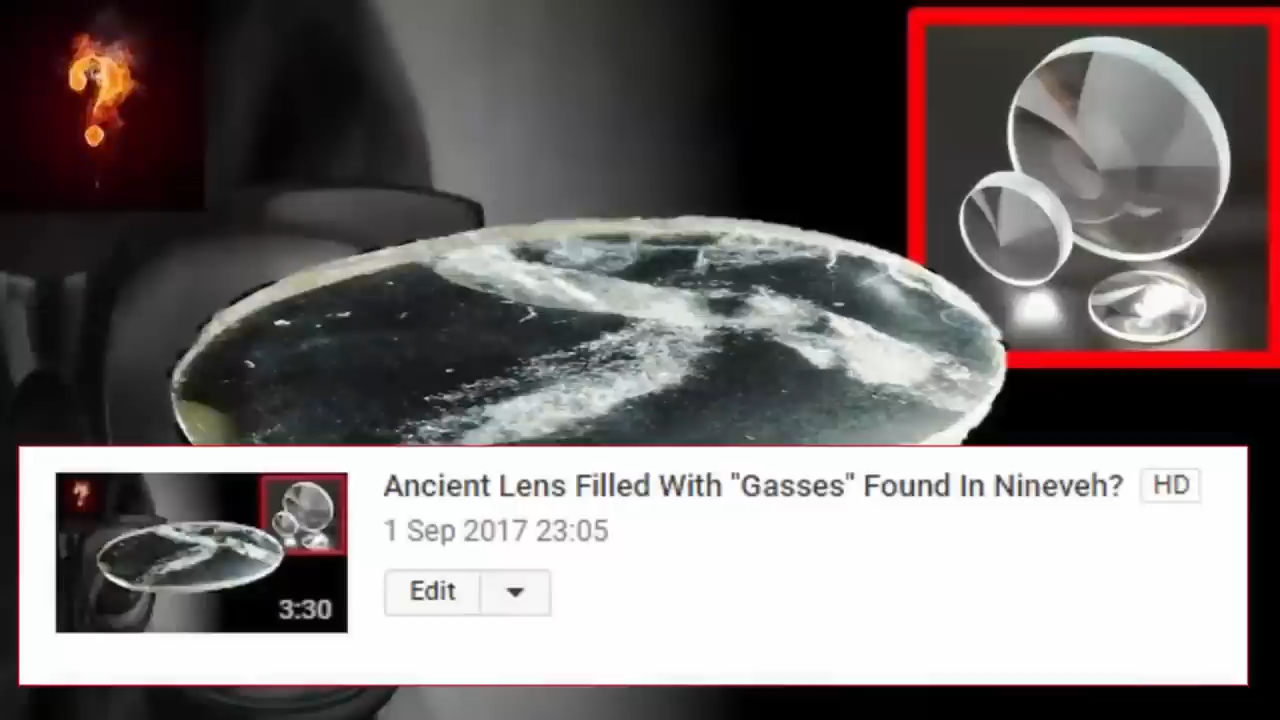 ?
Ancient Lens Filled With "Gasses" Found In Nineveh? HD
1 Sep 2017 23:05
?
3:30
Edit